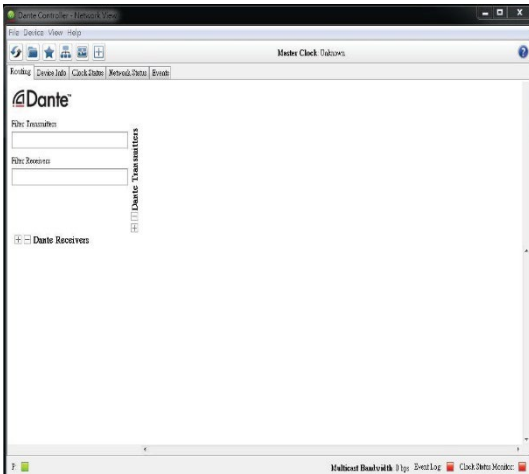 Dante Controller - Network View
File Device View Help
Master Clock: Unknown
?
Routing Device Info Clock Status Network Status Events
Dante™
Filter Transmitters
Filter Receivers
Dante Transmitters
Dante Receivers
P:
Multicast Bandwidth: 0 bps Event Log: Clock Status Monitor: